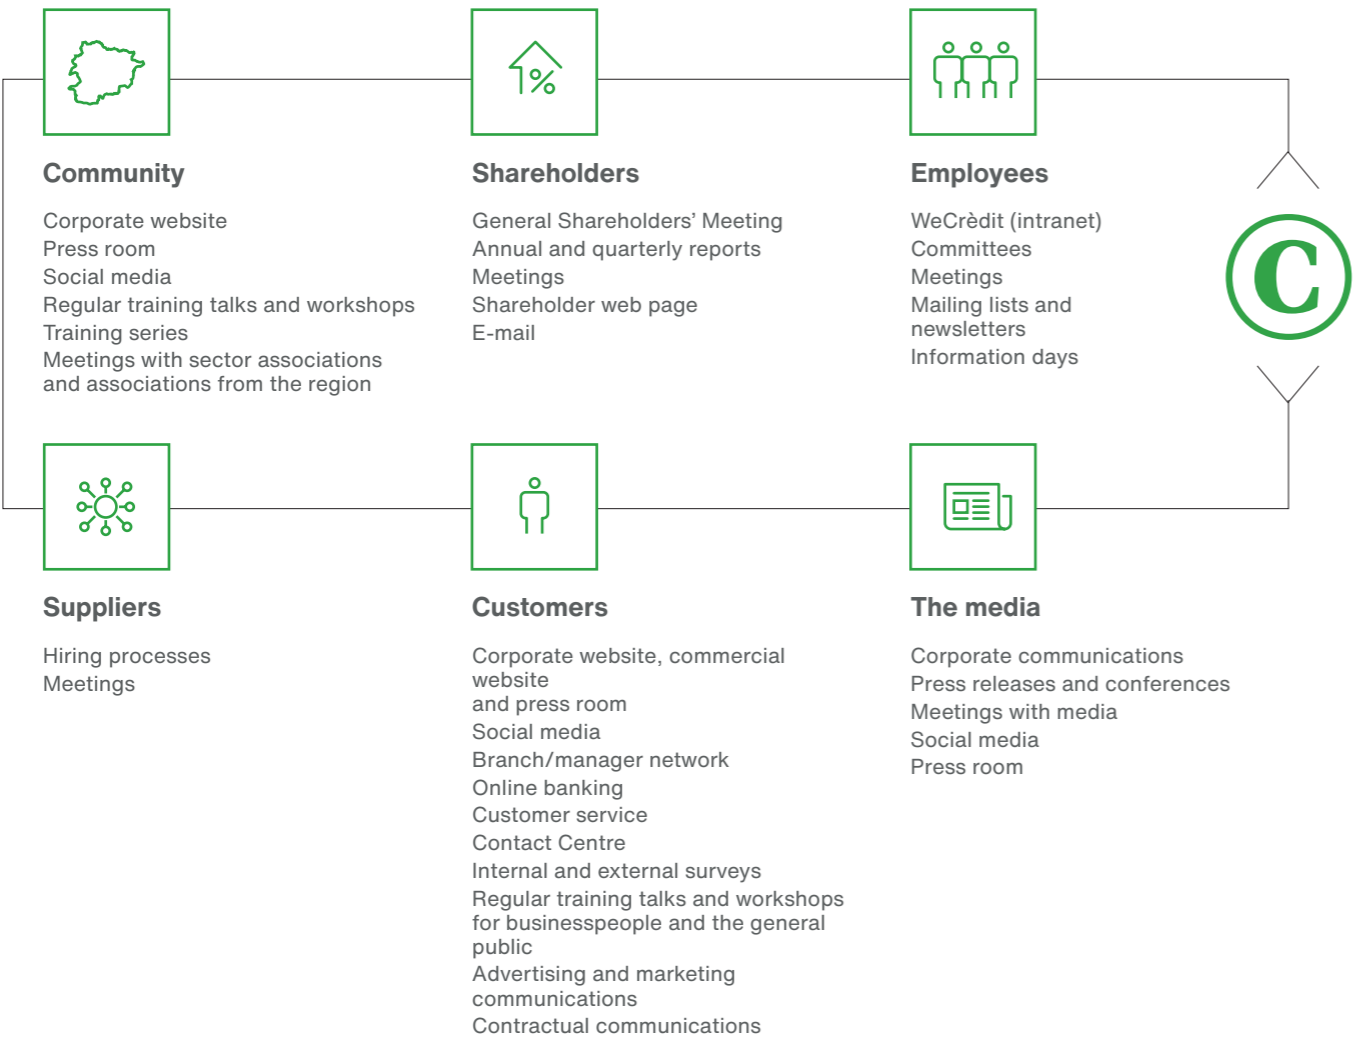 Community
Corporate website
Press room
Social media
Regular training talks and workshops
Training series
Meetings with sector associations
and associations from the region
Shareholders
General Shareholders’ Meeting
Annual and quarterly reports
Meetings
Shareholder web page
E-mail
Employees
WeCrèdit (intranet)
Committees
Meetings
Mailing lists and
newsletters
Information days
C
Suppliers
Hiring processes
Meetings
Customers
Corporate website, commercial
website
and press room
Social media
Branch/manager network
Online banking
Customer service
Contact Centre
Internal and external surveys
Regular training talks and workshops
for businesspeople and the general
public
Advertising and marketing
communications
Contractual communications
The media
Corporate communications
Press releases and conferences
Meetings with media
Social media
Press room